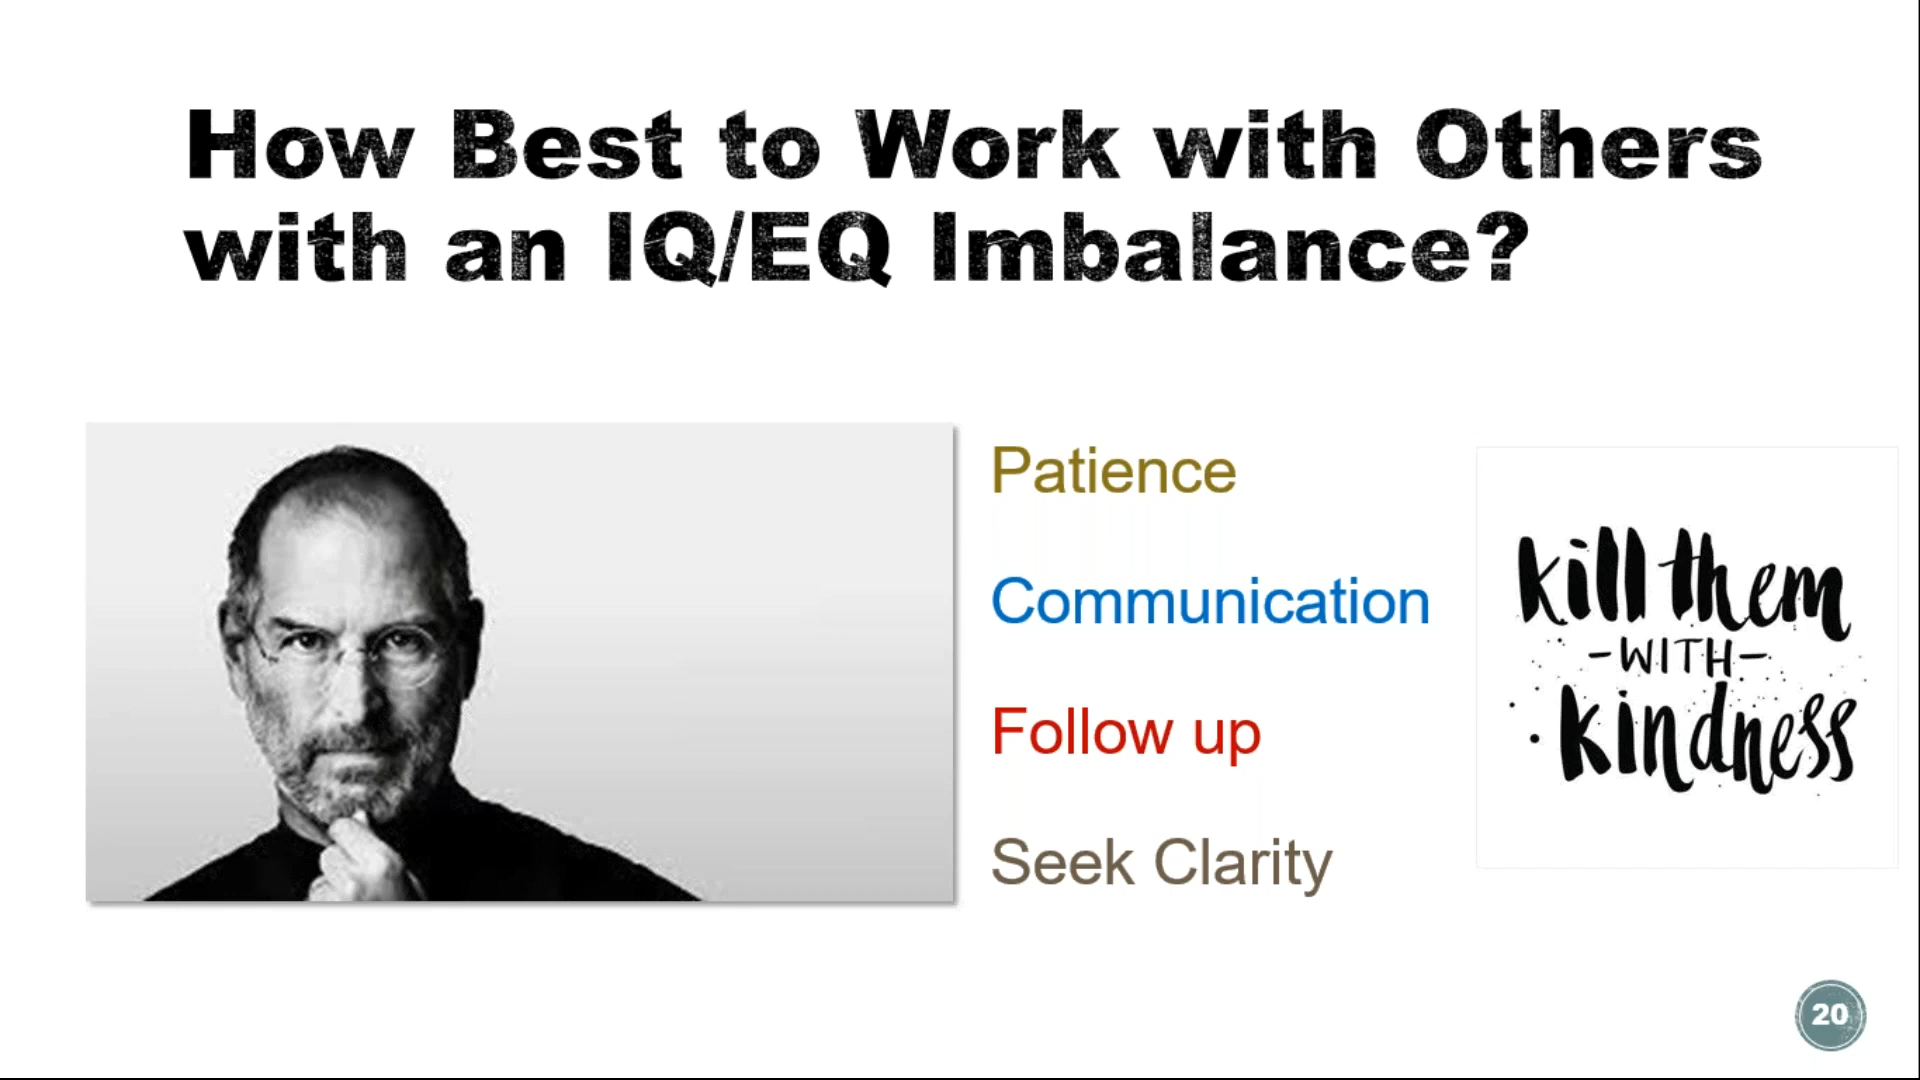 How Best to Work with Others
with an IQ/EQ Imbalance?
Patience
Communication
Follow up
Seek Clarity
kill them
-WITH-
kindness
20